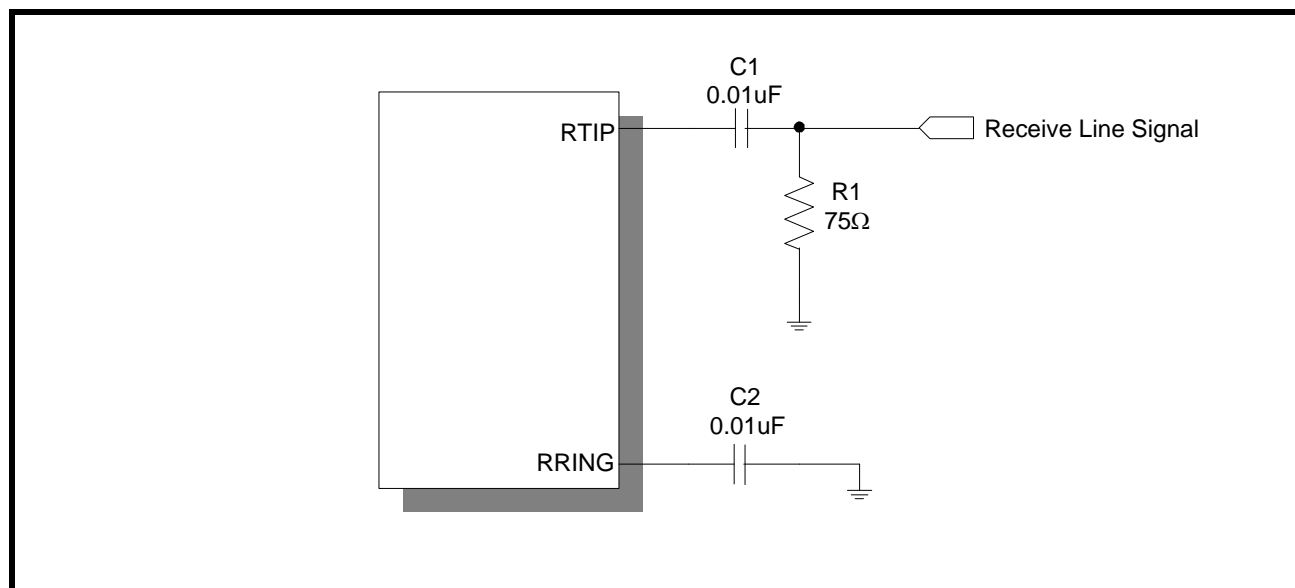 C1
0.01uF
RTIP
Receive Line Signal
R1
75Ω
C2
0.01uF
RRING